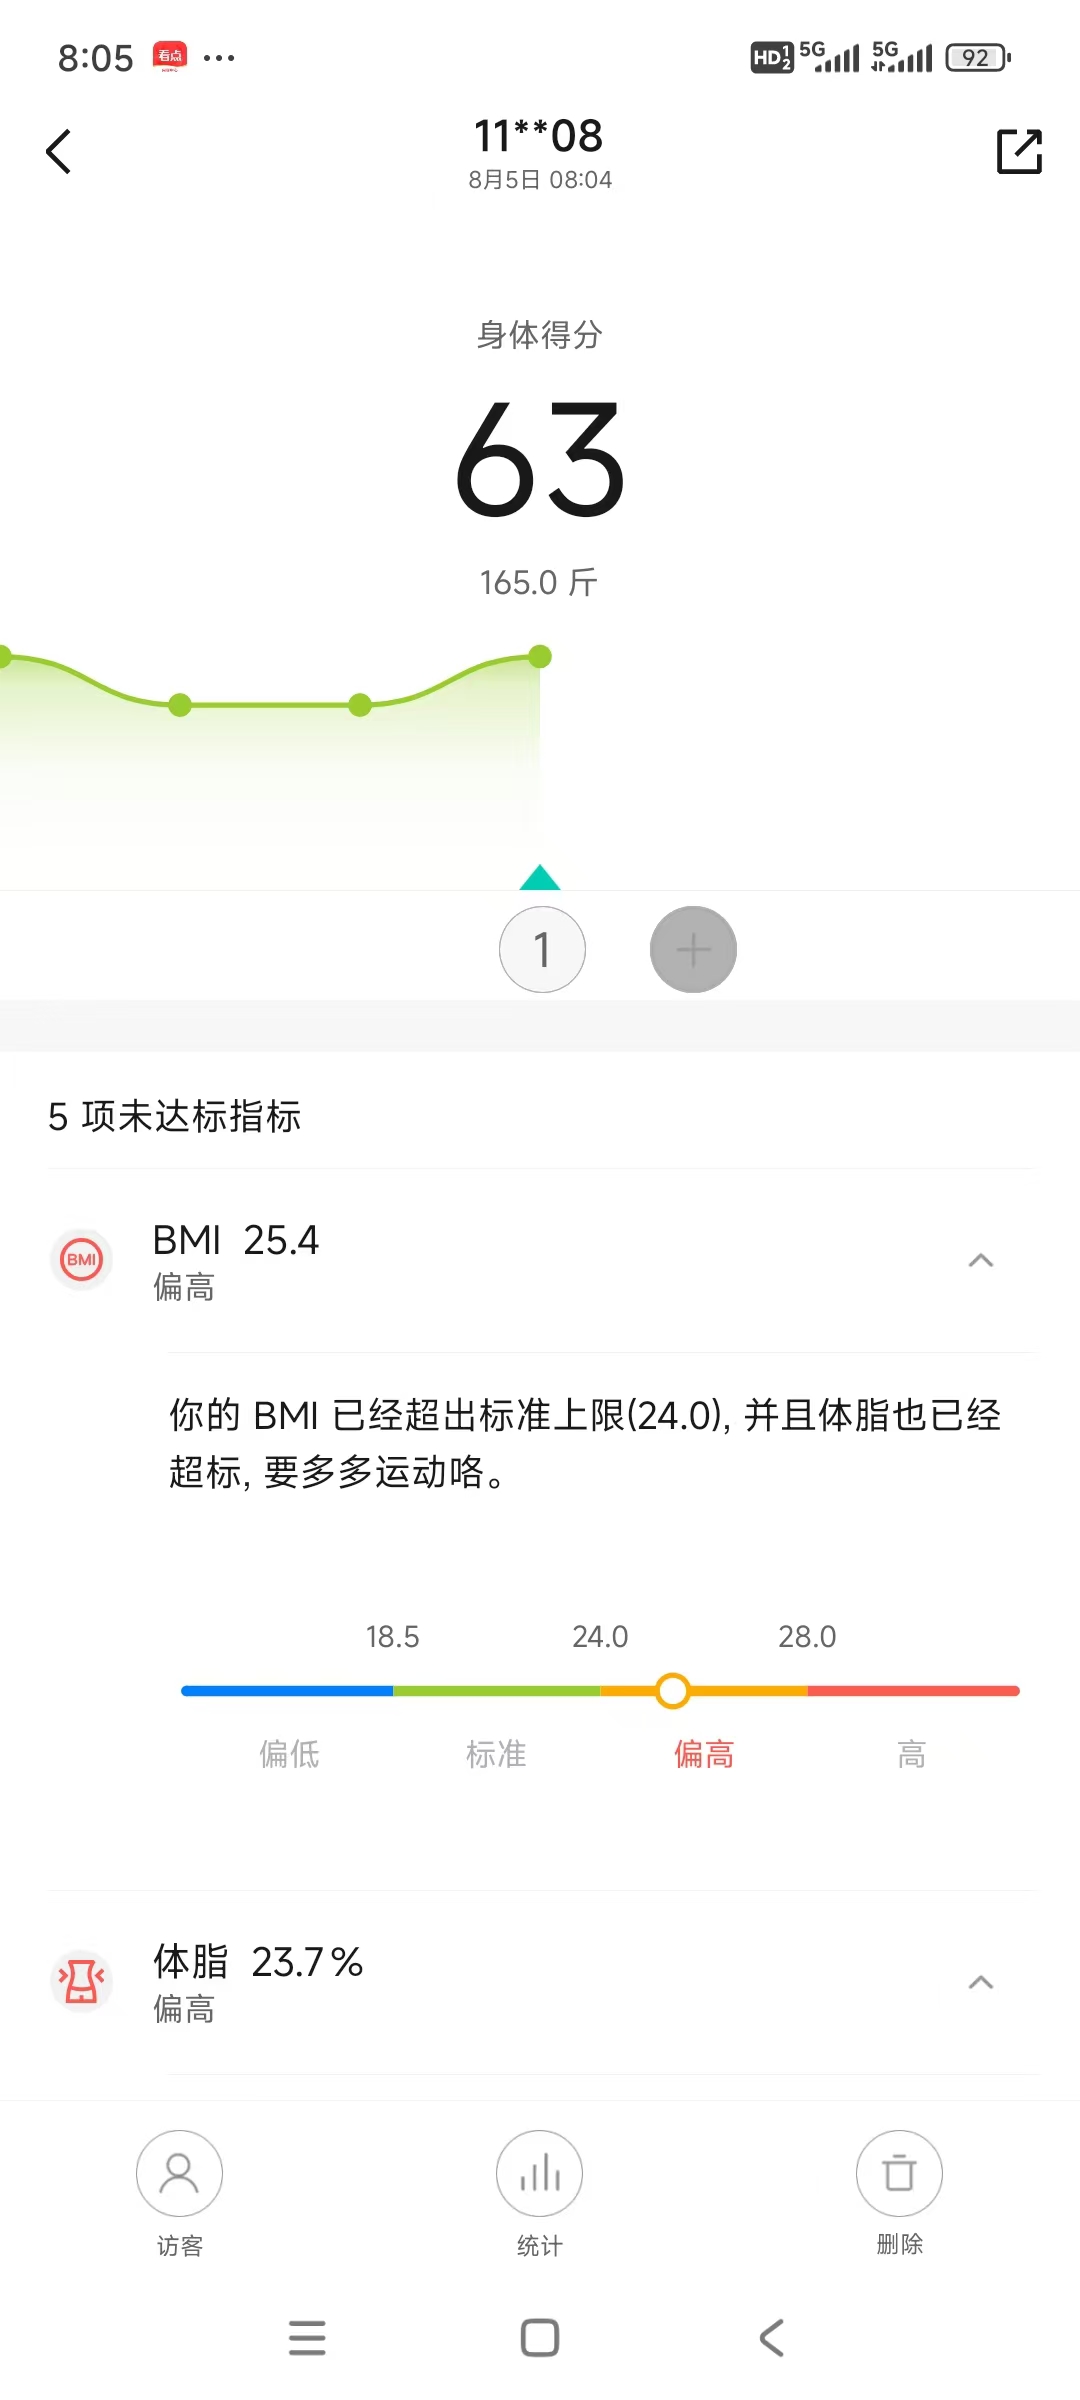 8:05 看点 ... HD 1 2 5G 5G 92
11**08
8月5日 08:04
身体得分
63
165.0 斤
1
5 项未达标指标
BMI
BMI 25.4
偏高
你的 BMI 已经超出标准上限(24.0), 并且体脂也已经
超标, 要多多运动咯。
18.5 24.0 28.0
偏低 标准 偏高 高
体脂 23.7%
偏高
访客 统计 删除